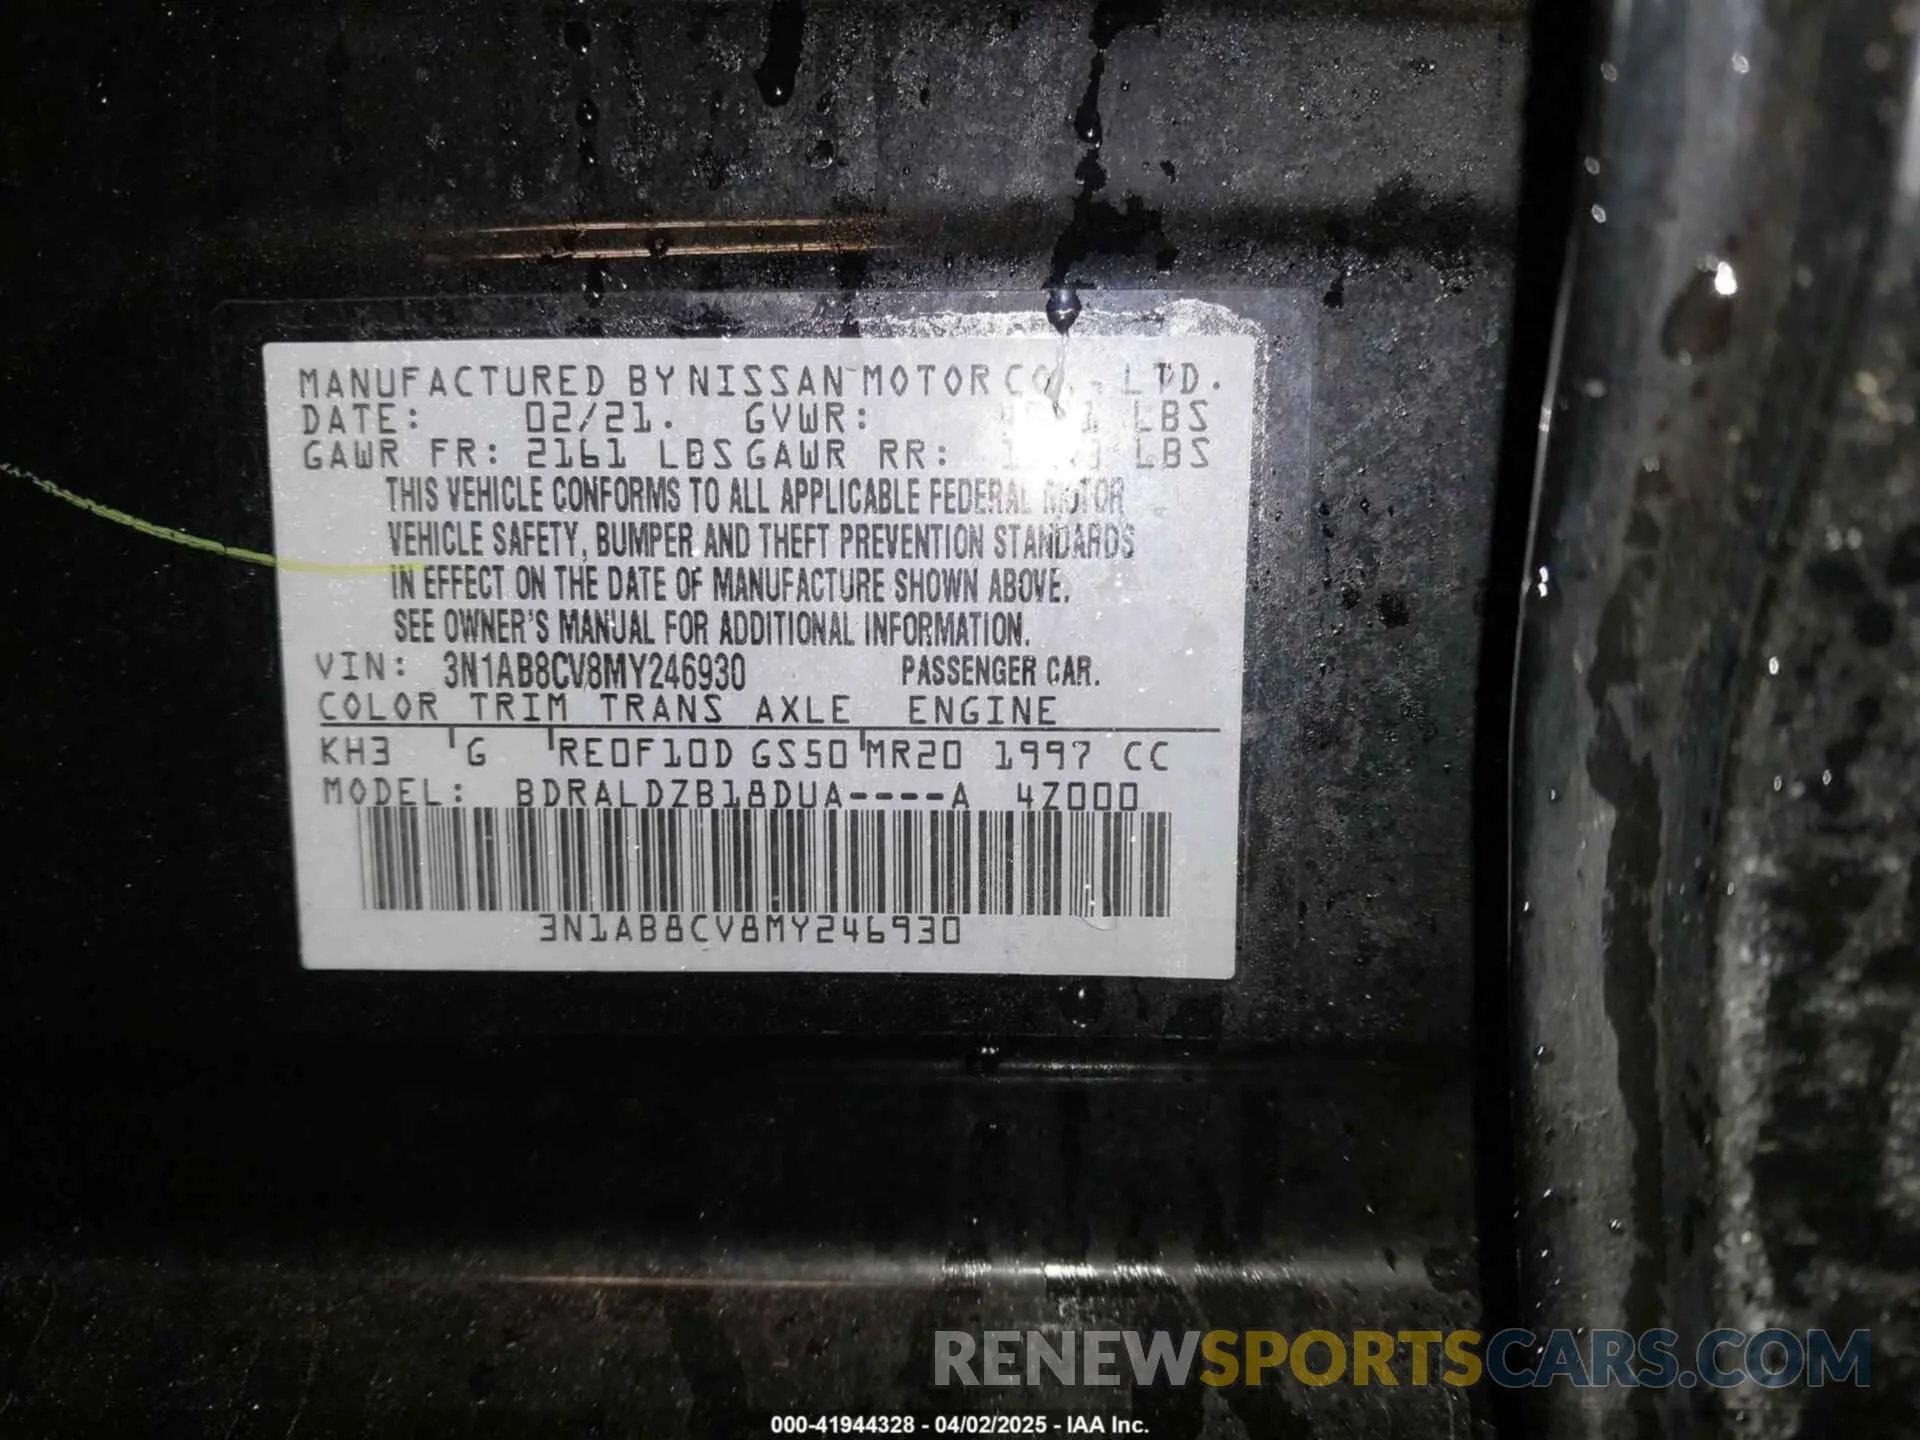 MANUFACTURED BY NISSAN MOTOR CO., LTD.
DATE: 02/21. GVWR: LBS
GAWR FR: 2161 LBS GAWR RR: LBS
THIS VEHICLE CONFORMS TO ALL APPLICABLE FEDERAL MOTOR
VEHICLE SAFETY, BUMPER AND THEFT PREVENTION STANDARDS
IN EFFECT ON THE DATE OF MANUFACTURE SHOWN ABOVE.
SEE OWNER'S MANUAL FOR ADDITIONAL INFORMATION.
VIN: 3N1AB8CV8MY246930 PASSENGER CAR.
COLOR TRIM TRANS AXLE ENGINE
KH3 G RE0F10D GS50 MR20 1997 CC
MODEL: BDRALDZB18DUA----A 4Z000
3N1AB8CV8MY246930
RENEWSPORTSCARS.COM
000-41944328 - 04/02/2025 - IAA Inc.